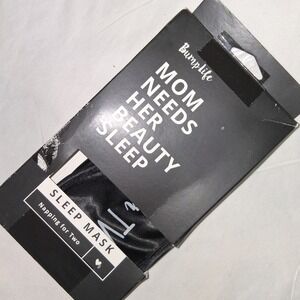 Bump Life
MOM
NEEDS
HER
BEAUTY
SLEEP
SLEEP MASK
Napping for Two